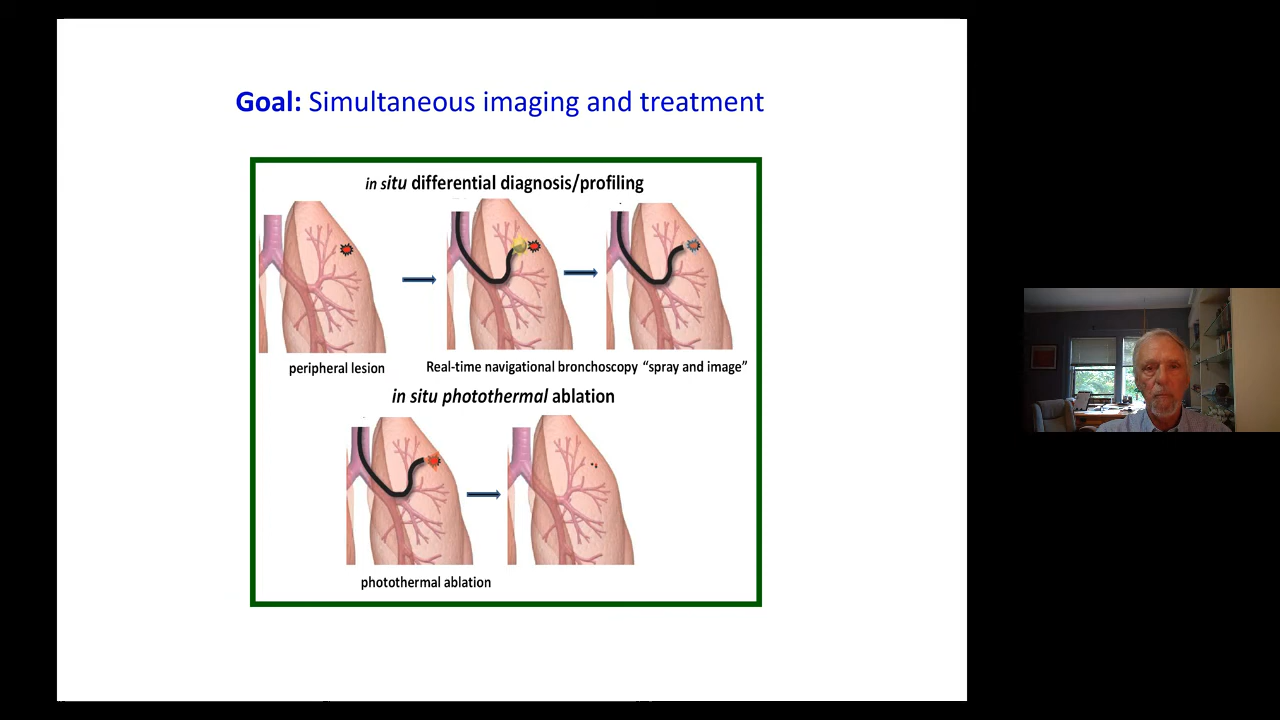 Goal: Simultaneous imaging and treatment
in situ differential diagnosis/profiling
peripheral lesion
Real-time navigational bronchoscopy “spray and image”
in situ photothermal ablation
photothermal ablation